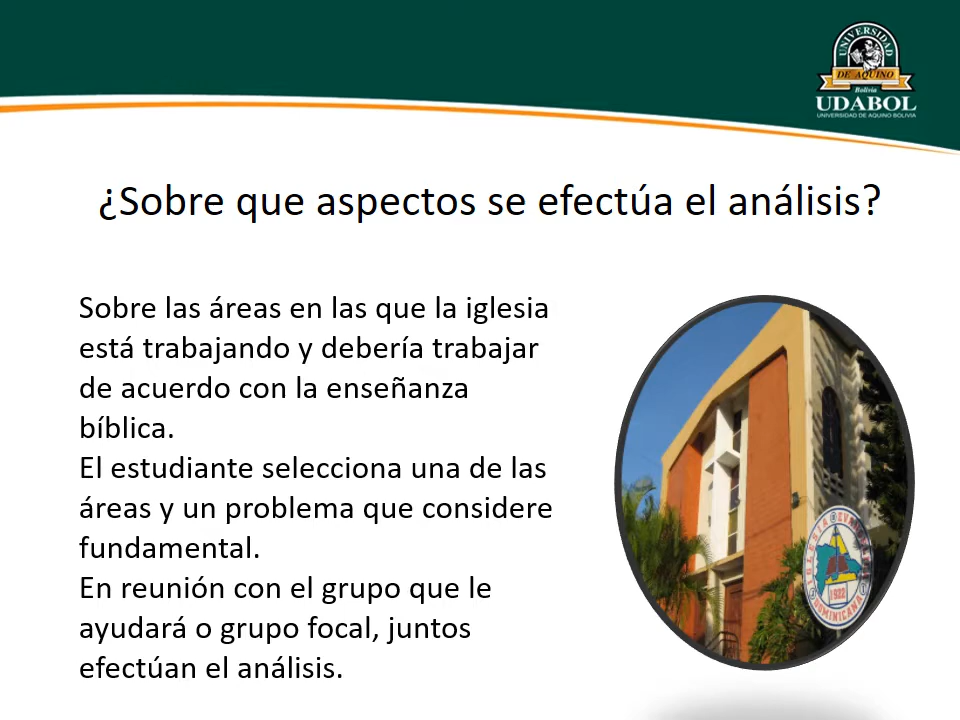 UNIVERSIDAD
DE AQUINO
Bolivia
UDABOL
UNIVERSIDAD DE AQUINO BOLIVIA
¿Sobre que aspectos se efectúa el análisis?
Sobre las áreas en las que la iglesia
está trabajando y debería trabajar
de acuerdo con la enseñanza
bíblica.
El estudiante selecciona una de las
áreas y un problema que considere
fundamental.
En reunión con el grupo que le
ayudará o grupo focal, juntos
efectúan el análisis.
IGLESIA
DOMINICANA
1922